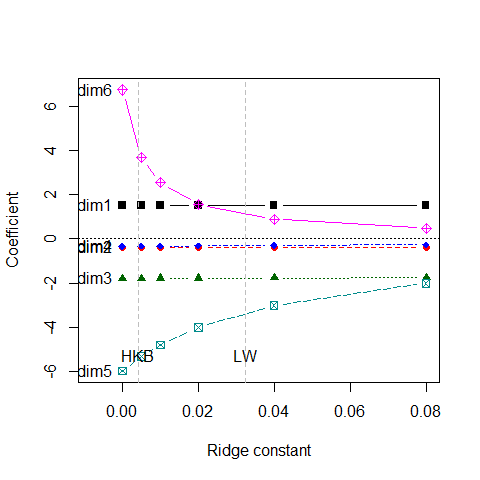 Coefficient
6
4
2
0
-2
-4
-6
dim6
dim1
dim2
dim4
dim3
dim5
HKB
LW
0.00
0.02
0.04
0.06
0.08
Ridge constant